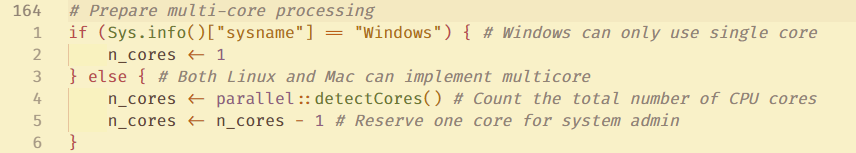 164 # Prepare multi-core processing
1 if (Sys.info()["sysname"] == "Windows") { # Windows can only use single core
2     n_cores <- 1
3 } else { # Both Linux and Mac can implement multicore
4     n_cores <- parallel::detectCores() # Count the total number of CPU cores
5     n_cores <- n_cores - 1 # Reserve one core for system admin
6 }